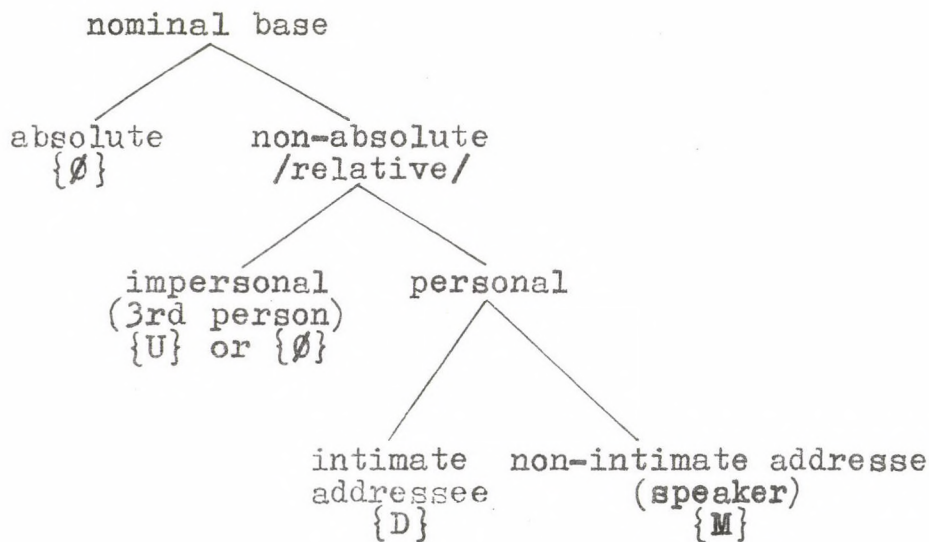 nominal base
absolute
{Ø}
non-absolute
/relative/
impersonal
(3rd person)
{U} or {Ø}
personal
intimate
addressee
{D}
non-intimate addresse
(speaker)
{M}